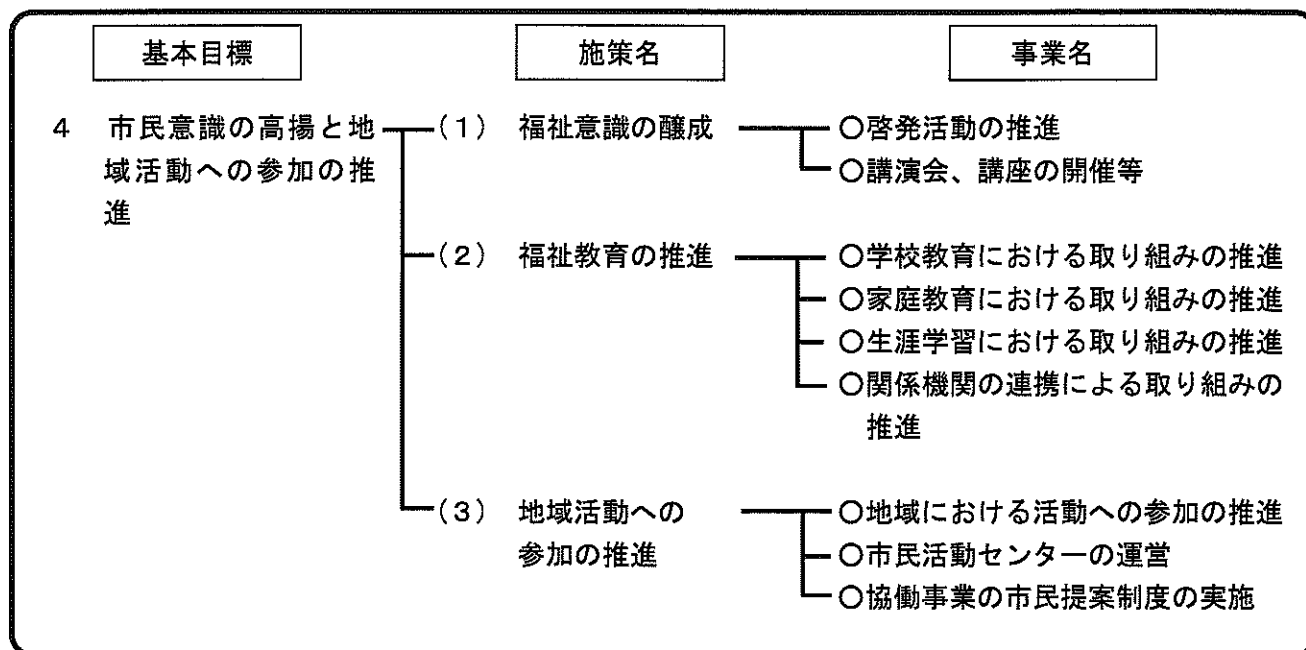 基本目標 施策名 事業名
4 市民意識の高揚と地 (1) 福祉意識の醸成 ○啓発活動の推進
域活動への参加の推 ○講演会、講座の開催等
進
(2) 福祉教育の推進 ○学校教育における取り組みの推進
○家庭教育における取り組みの推進
○生涯学習における取り組みの推進
○関係機関の連携による取り組みの
推進
(3) 地域活動への ○地域における活動への参加の推進
参加の推進 ○市民活動センターの運営
○協働事業の市民提案制度の実施